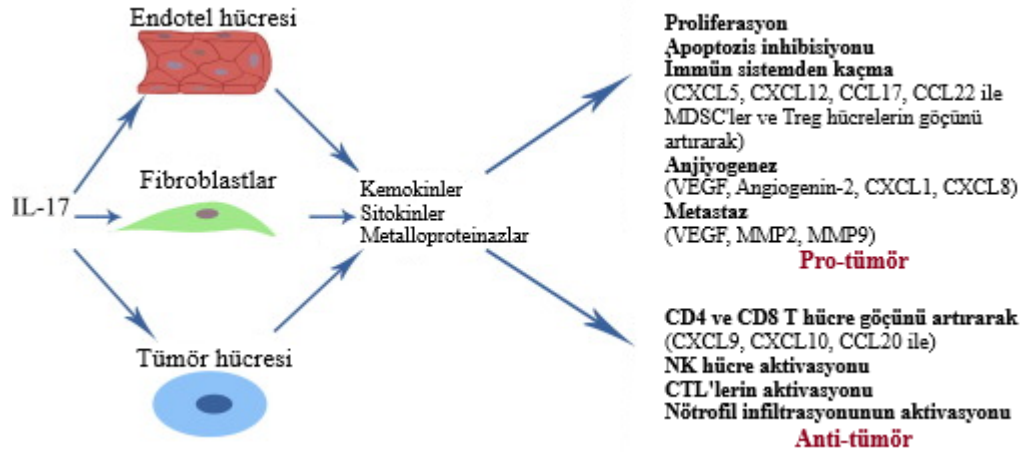 Endotel hücresi
IL-17
Fibroblastlar
Tümör hücresi
Kemokinler
Sitokinler
Metalloproteinazlar
Proliferasyon
Apoptozis inhibisiyonu
İmmün sistemden kaçma
(CXCL5, CXCL12, CCL17, CCL22 ile
MDSC'ler ve Treg hücrelerin göçünü
artırarak)
Anjiyogenez
(VEGF, Angiogenin-2, CXCL1, CXCL8)
Metastaz
(VEGF, MMP2, MMP9)
Pro-tümör
CD4 ve CD8 T hücre göçünü artırarak
(CXCL9, CXCL10, CCL20 ile)
NK hücre aktivasyonu
CTL'lerin aktivasyonu
Nötrofil infiltrasyonunun aktivasyonu
Anti-tümör